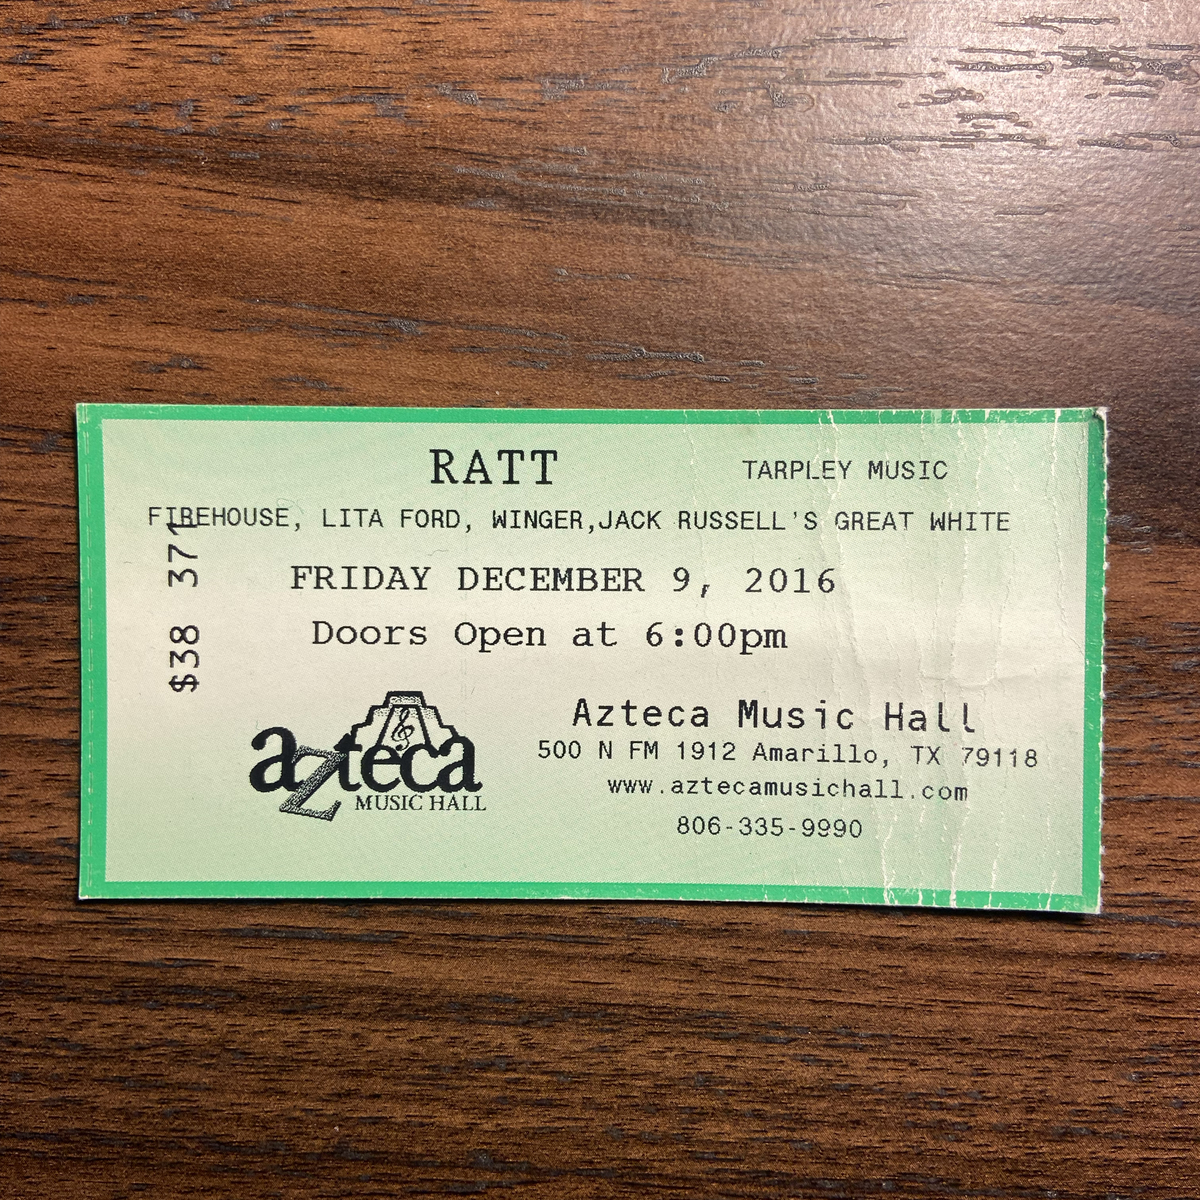 RATT
TARPLEY MUSIC
FIREHOUSE, LITA FORD, WINGER,JACK RUSSELL'S GREAT WHITE
$38 371
FRIDAY DECEMBER 9, 2016
Doors Open at 6:00pm
azteca
MUSIC HALL
Azteca Music Hall
500 N FM 1912 Amarillo, TX 79118
www.aztecamusichall.com
806-335-9990